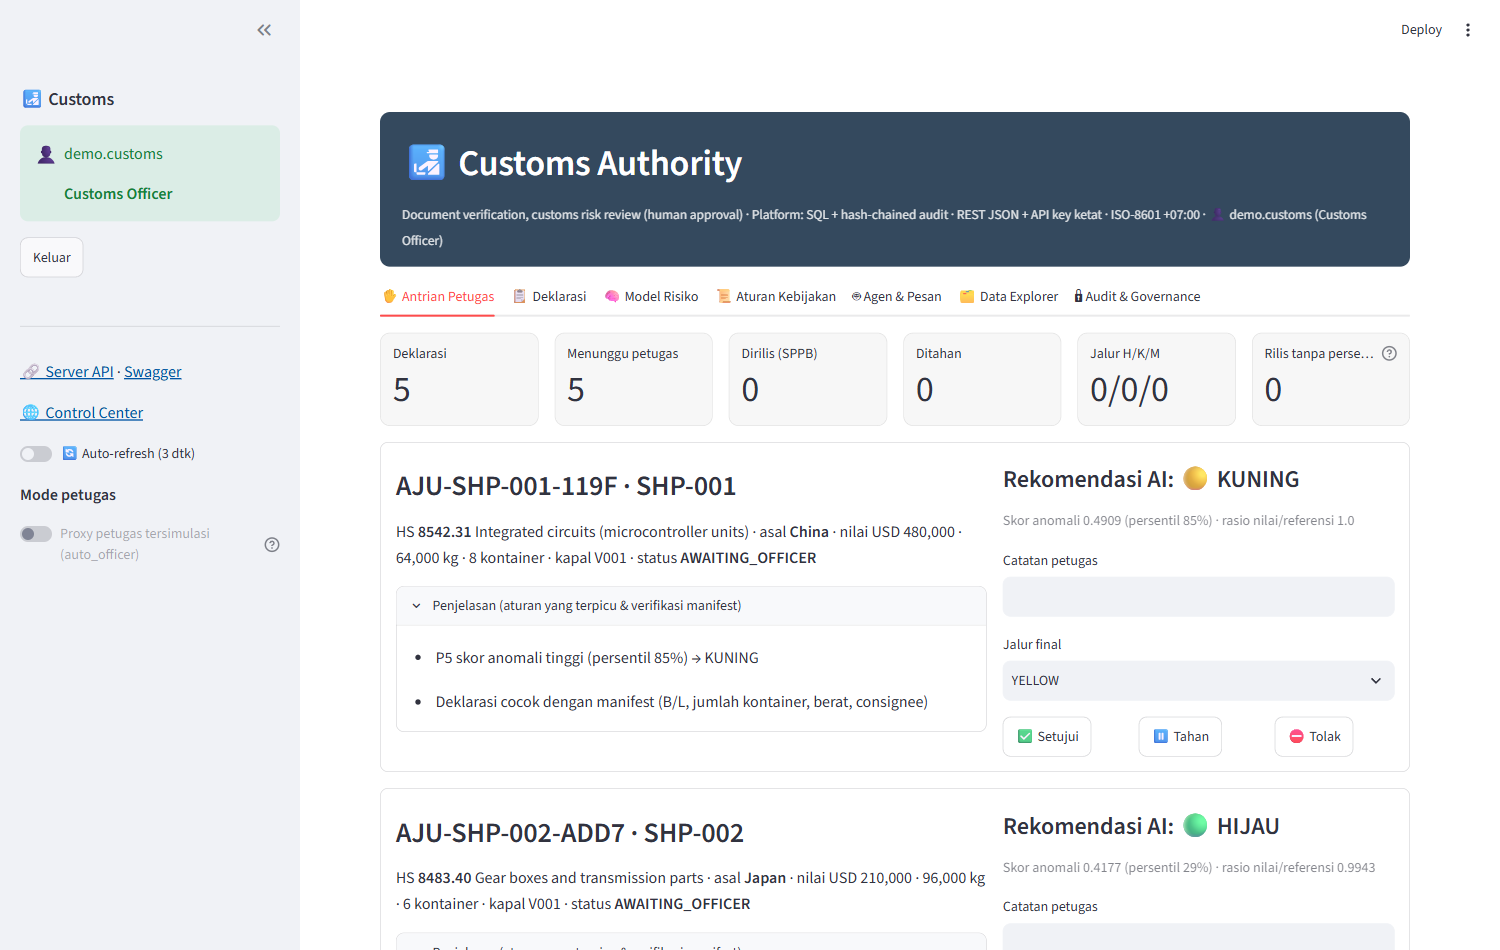 Deploy
Customs
demo.customs
Customs Officer
Keluar
Server API · Swagger
Control Center
Auto-refresh (3 dtk)
Mode petugas
Proxy petugas tersimulasi
(auto_officer)
Customs Authority
Document verification, customs risk review (human approval) · Platform: SQL + hash-chained audit · REST JSON + API key ketat · ISO-8601 +07:00 · demo.customs (Customs
Officer)
Antrian Petugas
Deklarasi
Model Risiko
Aturan Kebijakan
Agen & Pesan
Data Explorer
Audit & Governance
Deklarasi
5
Menunggu petugas
5
Dirilis (SPPB)
0
Ditahan
0
Jalur H/K/M
0/0/0
Rilis tanpa perse...
0
AJU-SHP-001-119F · SHP-001
HS 8542.31 Integrated circuits (microcontroller units) · asal China · nilai USD 480,000 ·
64,000 kg · 8 kontainer · kapal V001 · status AWAITING_OFFICER
Penjelasan (aturan yang terpicu & verifikasi manifest)
P5 skor anomali tinggi (persentil 85%) → KUNING
Deklarasi cocok dengan manifest (B/L, jumlah kontainer, berat, consignee)
Rekomendasi AI: KUNING
Skor anomali 0.4909 (persentil 85%) · rasio nilai/referensi 1.0
Catatan petugas
Jalur final
YELLOW
Setujui
Tahan
Tolak
AJU-SHP-002-ADD7 · SHP-002
HS 8483.40 Gear boxes and transmission parts · asal Japan · nilai USD 210,000 · 96,000 kg
· 6 kontainer · kapal V001 · status AWAITING_OFFICER
Rekomendasi AI: HIJAU
Skor anomali 0.4177 (persentil 29%) · rasio nilai/referensi 0.9943
Catatan petugas